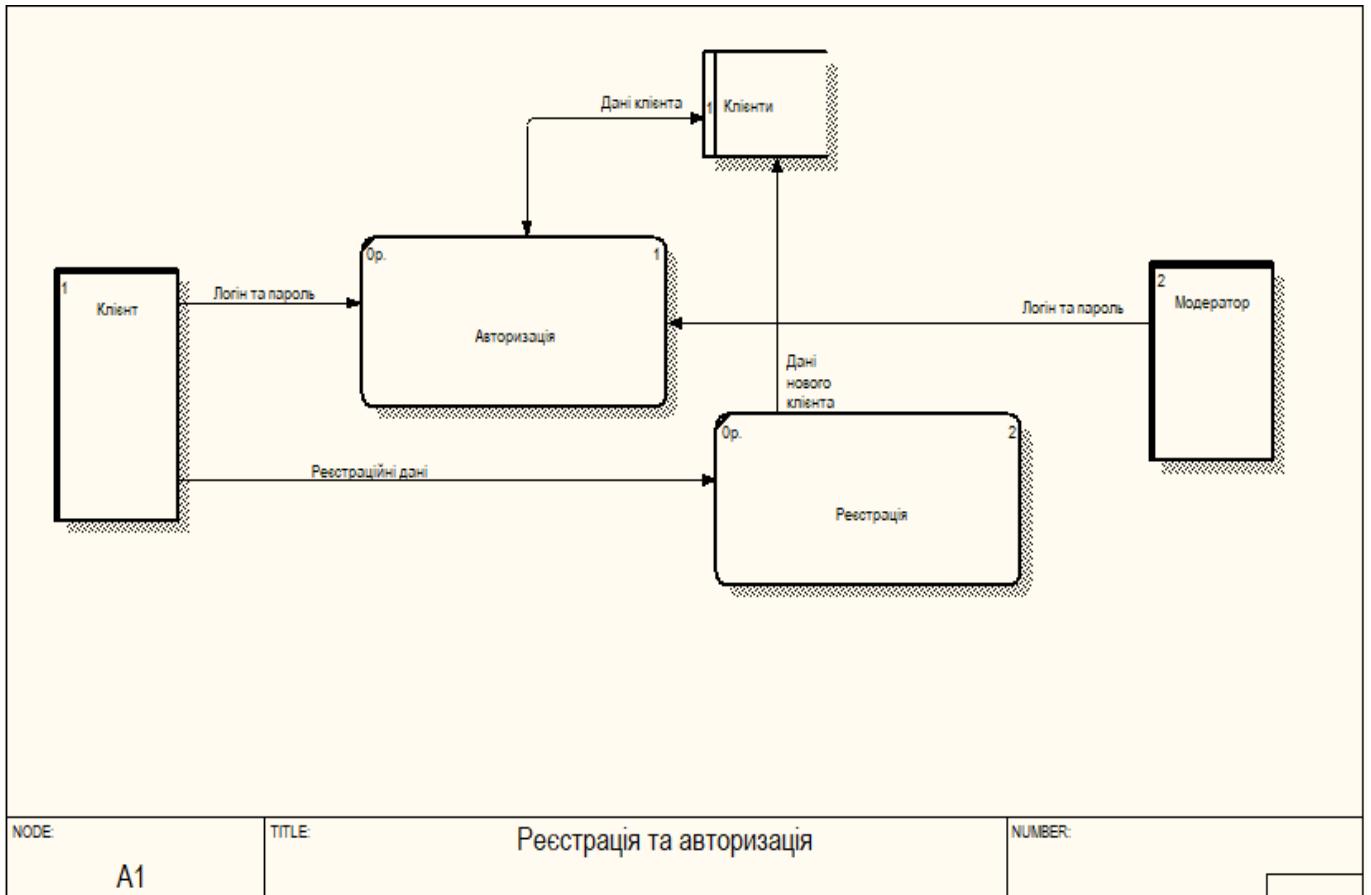 Дані клієнта
1 Клієнти
0р. 1
Авторизація
1
Клієнт
Логін та пароль
Логін та пароль
2
Модератор
Дані
нового
клієнта
0р. 2
Реєстрація
Реєстраційні дані
NODE:
A1
TITLE:
Реєстрація та авторизація
NUMBER: